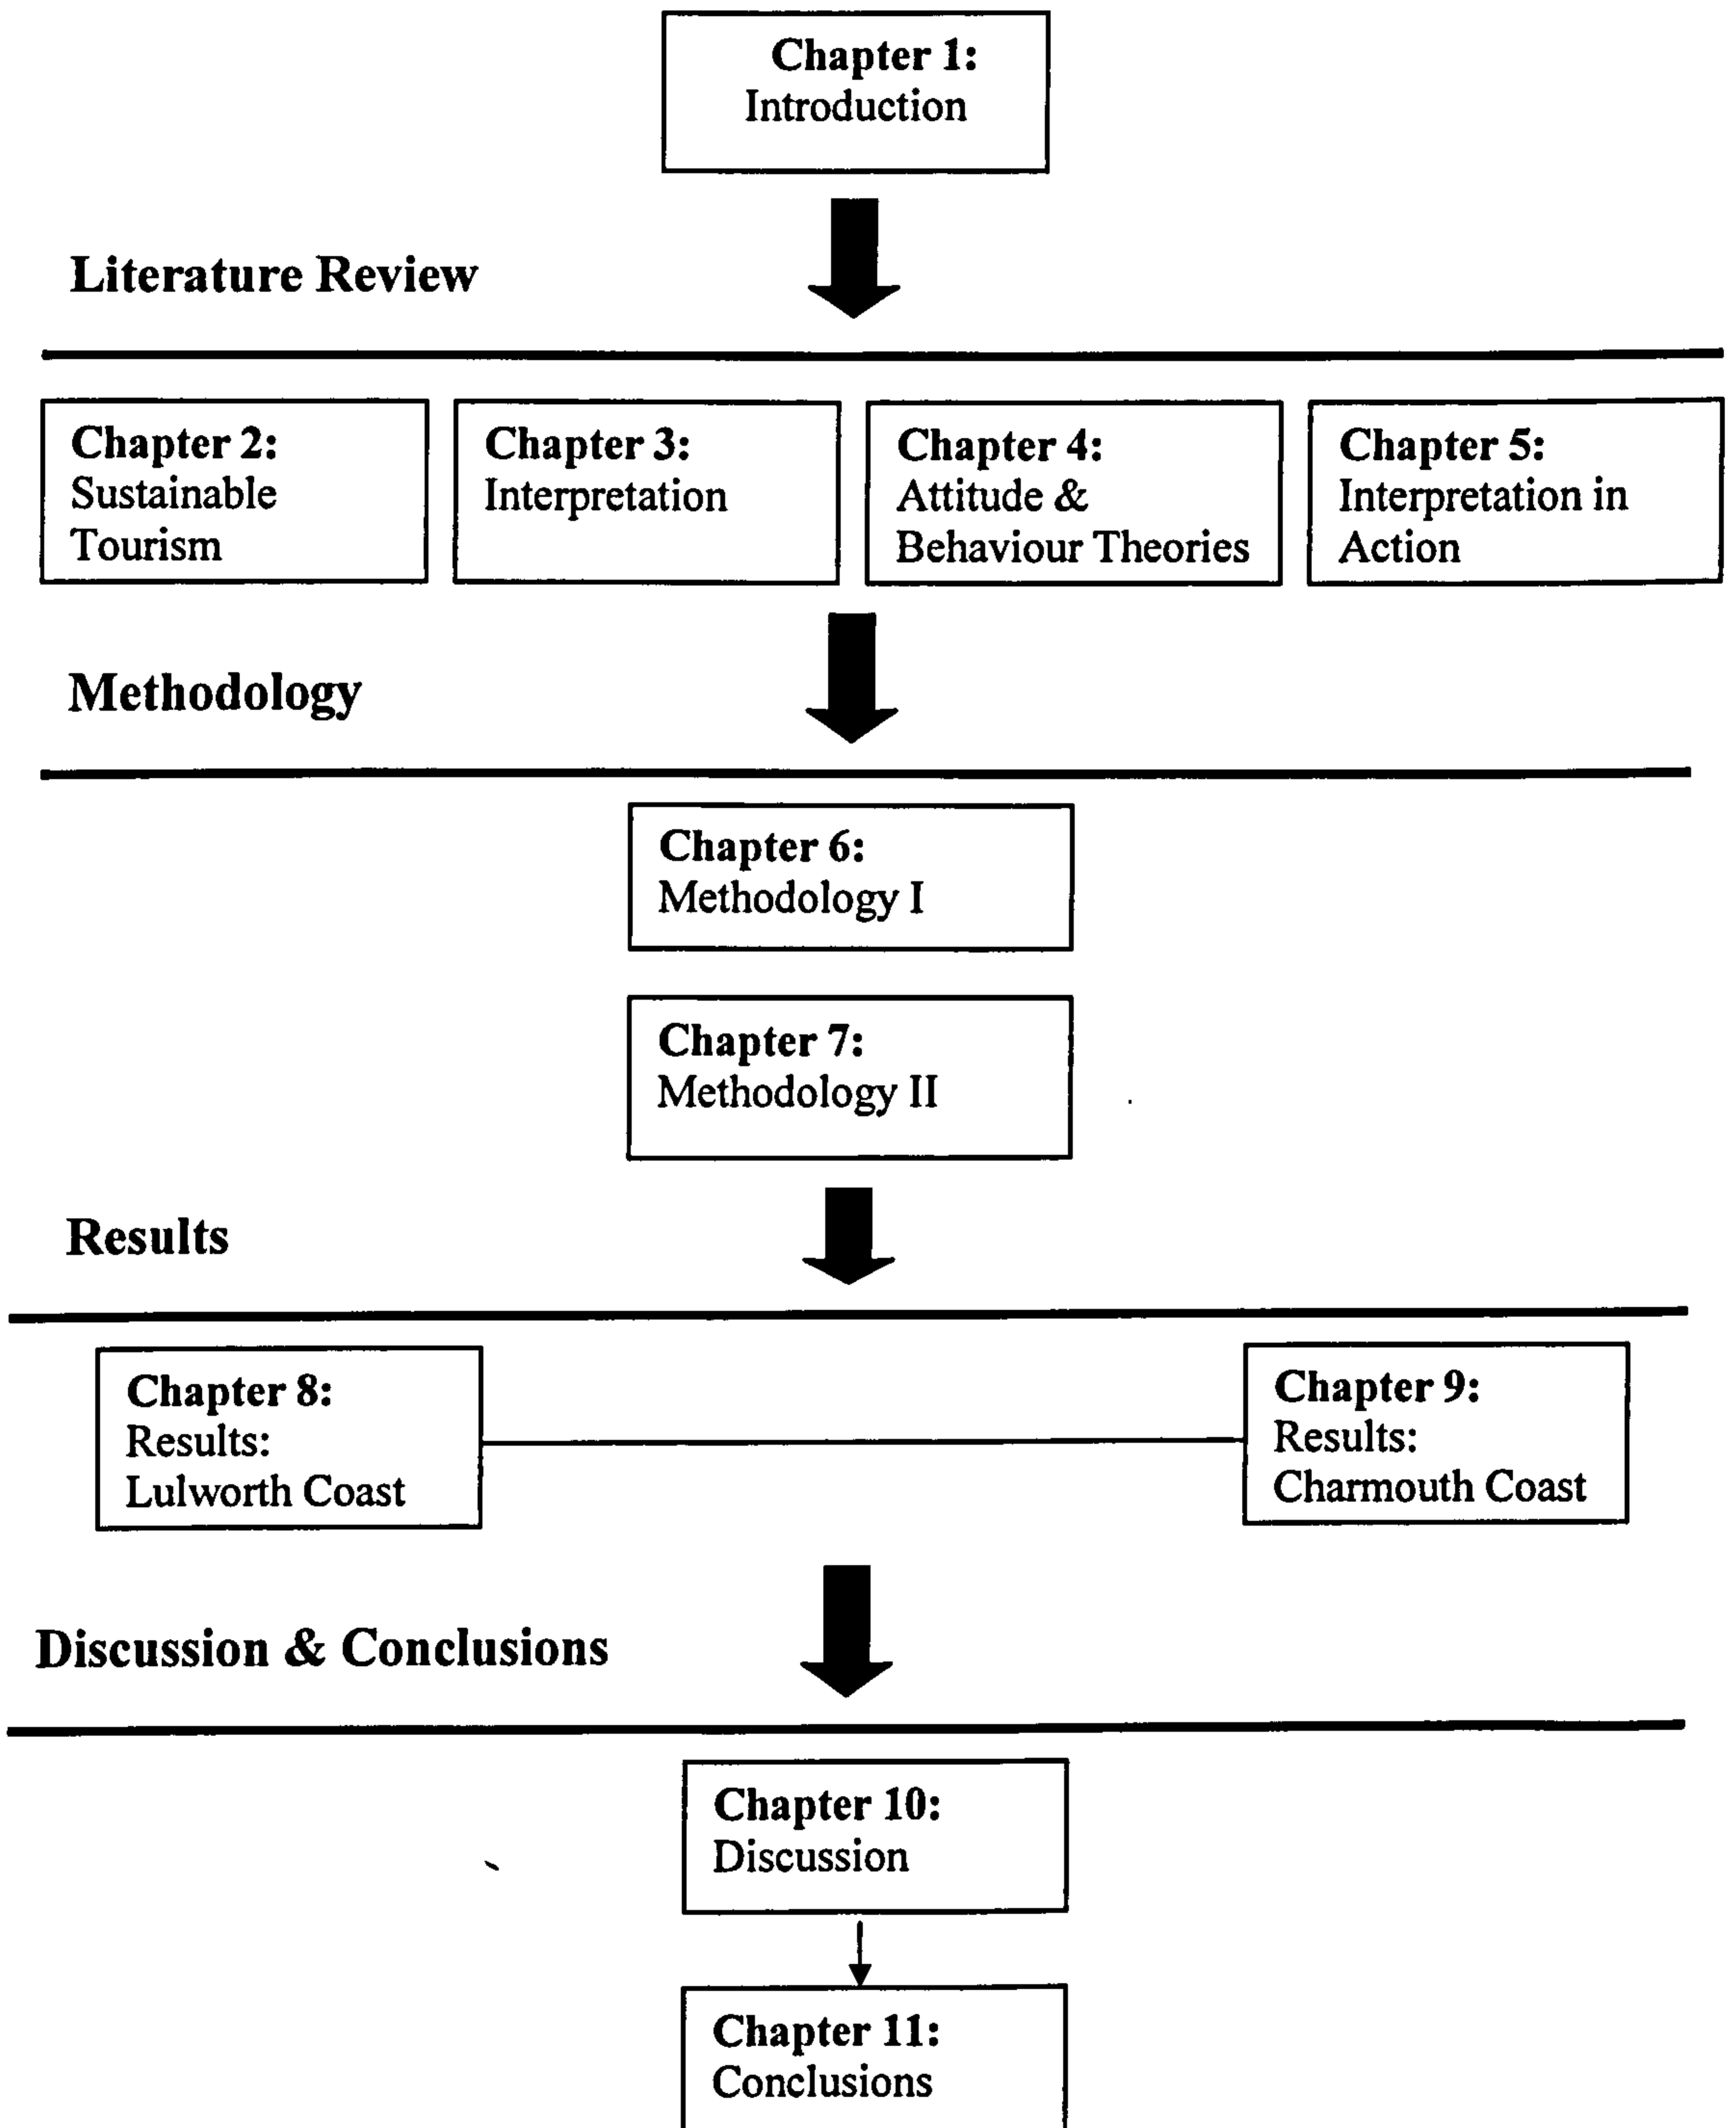 Chapter 1:
Introduction
Literature Review
Chapter 2:
Sustainable
Tourism
Chapter 3:
Interpretation
Chapter 4:
Attitude &
Behaviour Theories
Chapter 5:
Interpretation in
Action
Methodology
Chapter 6:
Methodology I
Chapter 7:
Methodology II
Results
Chapter 8:
Results:
Lulworth Coast
Chapter 9:
Results:
Charmouth Coast
Discussion & Conclusions
Chapter 10:
Discussion
Chapter 11:
Conclusions